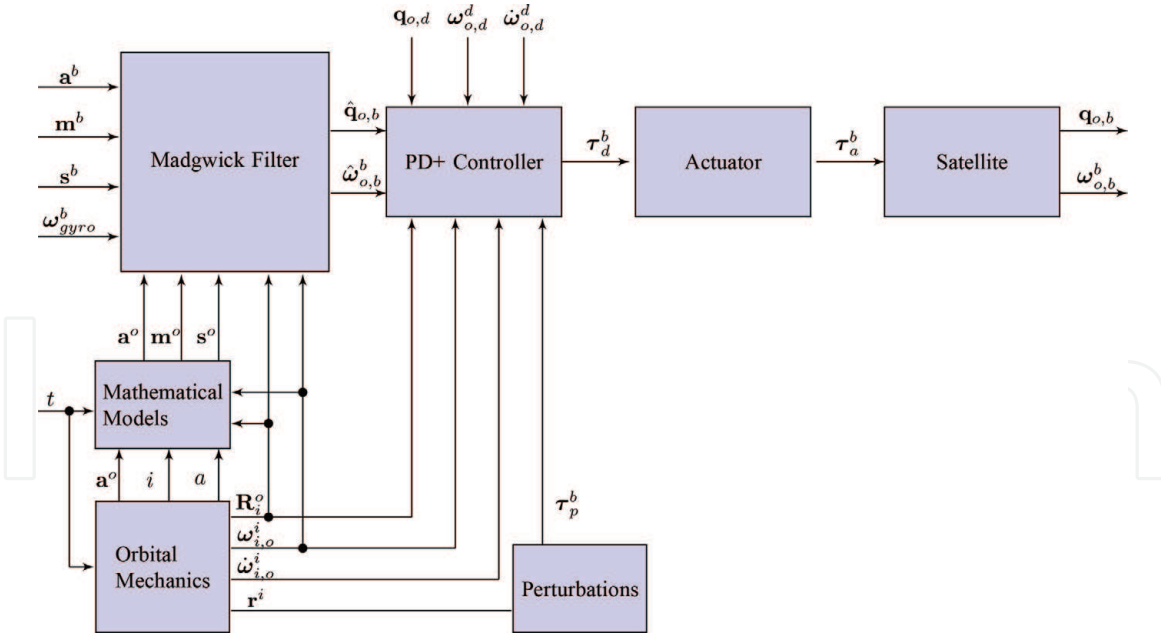 q_{o,d} ω^d_{o,d} ω̇^d_{o,d}
a^b
m^b
s^b
ω^b_{gyro}
Madgwick Filter
q̂_{o,b}
ω̂^b_{o,b}
PD+ Controller
τ^b_d
Actuator
τ^b_a
Satellite
q_{o,b}
ω^b_{o,b}
a^o m^o s^o
t
Mathematical
Models
a^o i a
Orbital
Mechanics
R^o_i
ω^i_{i,o}
ω̇^i_{i,o}
r^i
τ^b_p
Perturbations